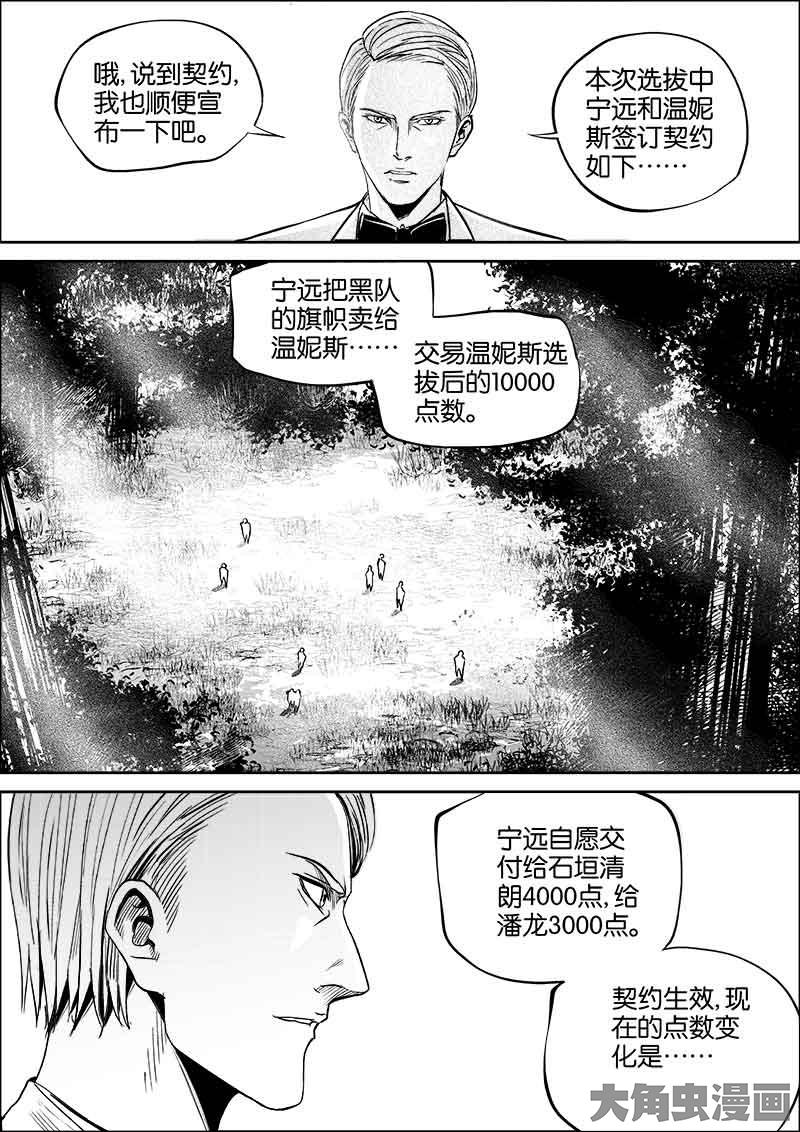 哦,说到契约,
我也顺便宣
布一下吧。
本次选拔中
宁远和温妮
斯签订契约
如下……
宁远把黑队
的旗帜卖给
温妮斯……
交易温妮斯选
拔后的10000
点数。
宁远自愿交
付给石垣清
朗4000点,给
潘龙3000点。
契约生效,现
在的点数变
化是……
大角虫漫画